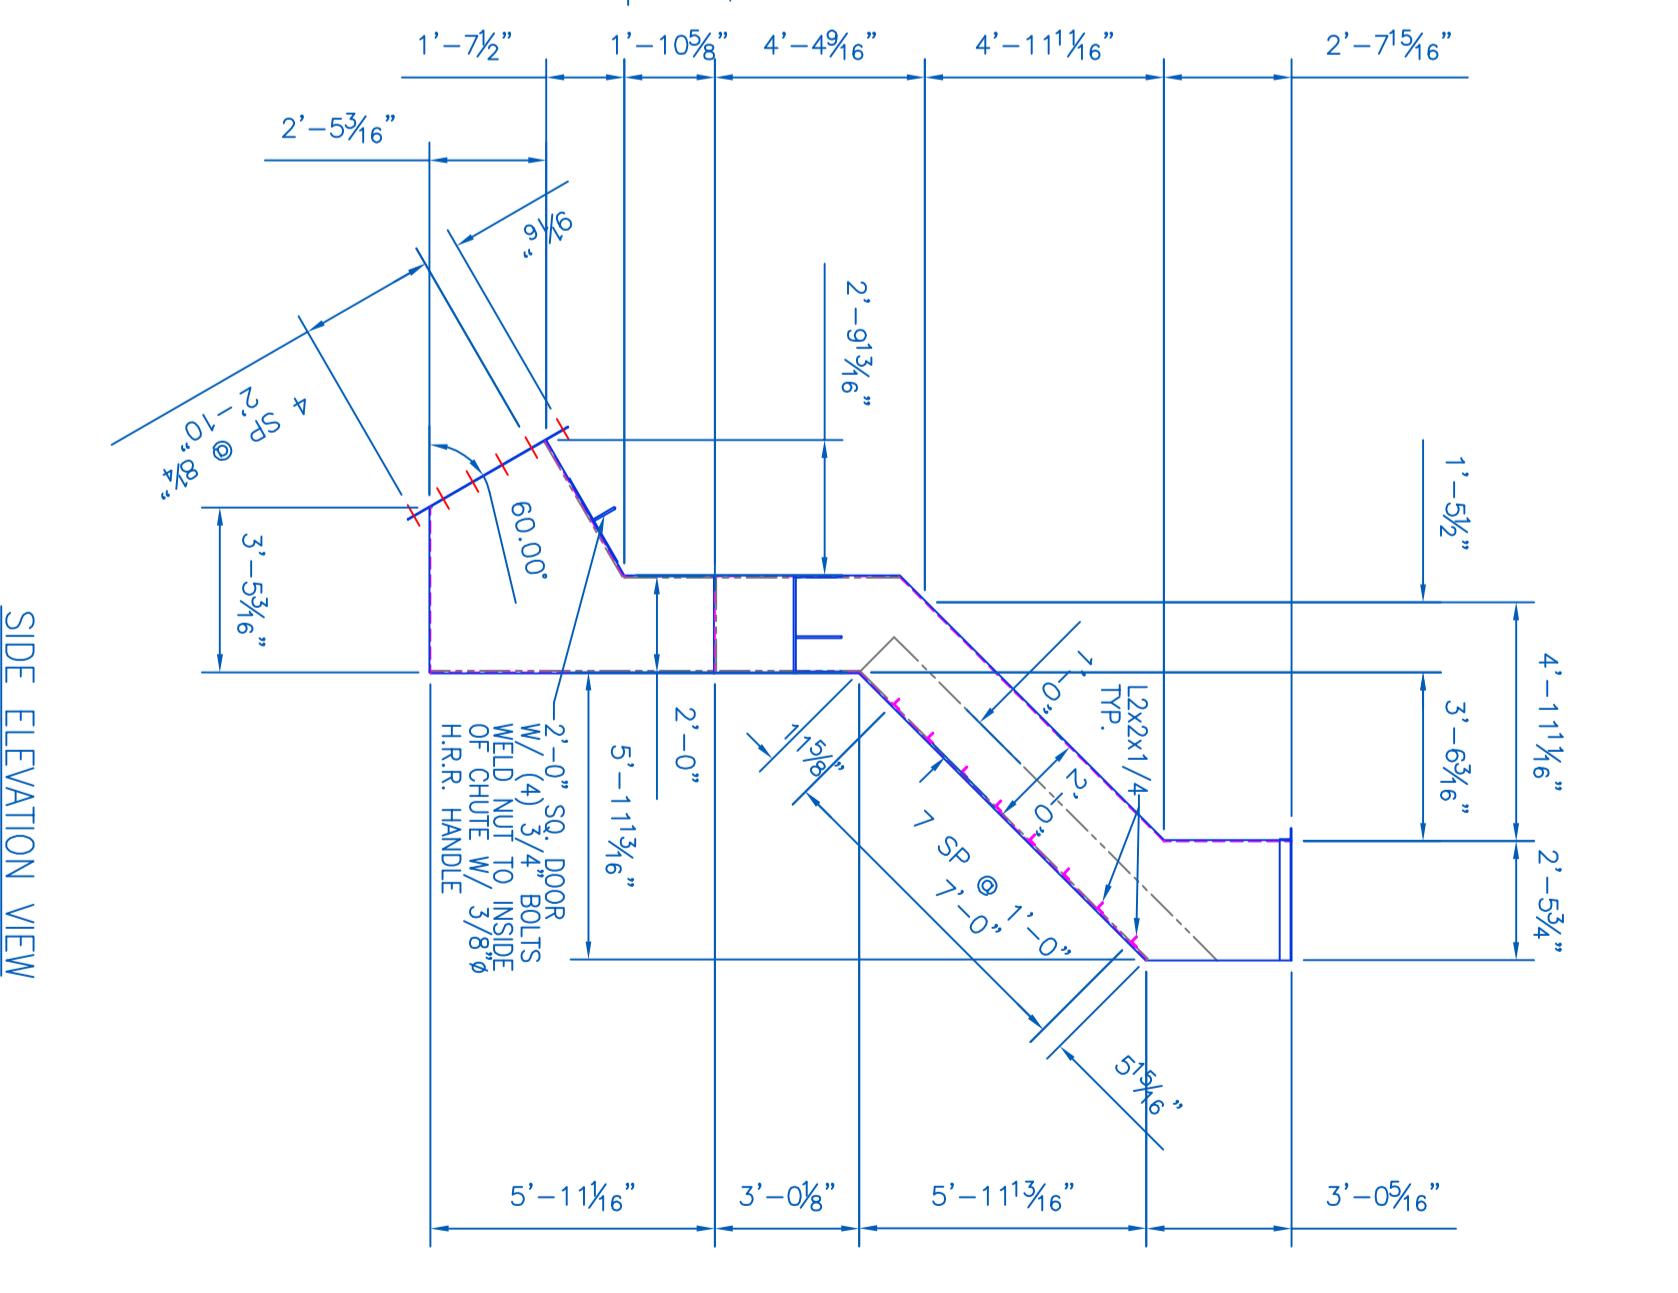 1'-7½"
1'-10⅝"
4'-4⁹⁄₁₆"
4'-11¹¹⁄₁₆"
2'-7¹⁵⁄₁₆"
2'-5³⁄₁₆"
9⁄16"
2'-9¹³⁄₁₆"
1'-5½"
4 SP @ 8½"
2'-10"
60.00°
3'-5³⁄₁₆"
1'-0"
2'-0"
L2x2x1/4
TYP.
4'-11¹¹⁄₁₆"
3'-6³⁄₁₆"
2'-5¾"
2'-0"
5'-11¹³⁄₁₆"
11⅝"
7 SP @ 1'-0"
7'-0"
5¹⁵⁄₁₆"
2'-0" SQ. DOOR
W/ (4) 3/4" BOLTS
WELD NUT TO INSIDE
OF CHUTE W/ 3/8"ø
H.R.R. HANDLE
5'-11¹⁄₁₆"
3'-0⅛"
5'-11¹³⁄₁₆"
3'-0⁵⁄₁₆"
SIDE ELEVATION VIEW